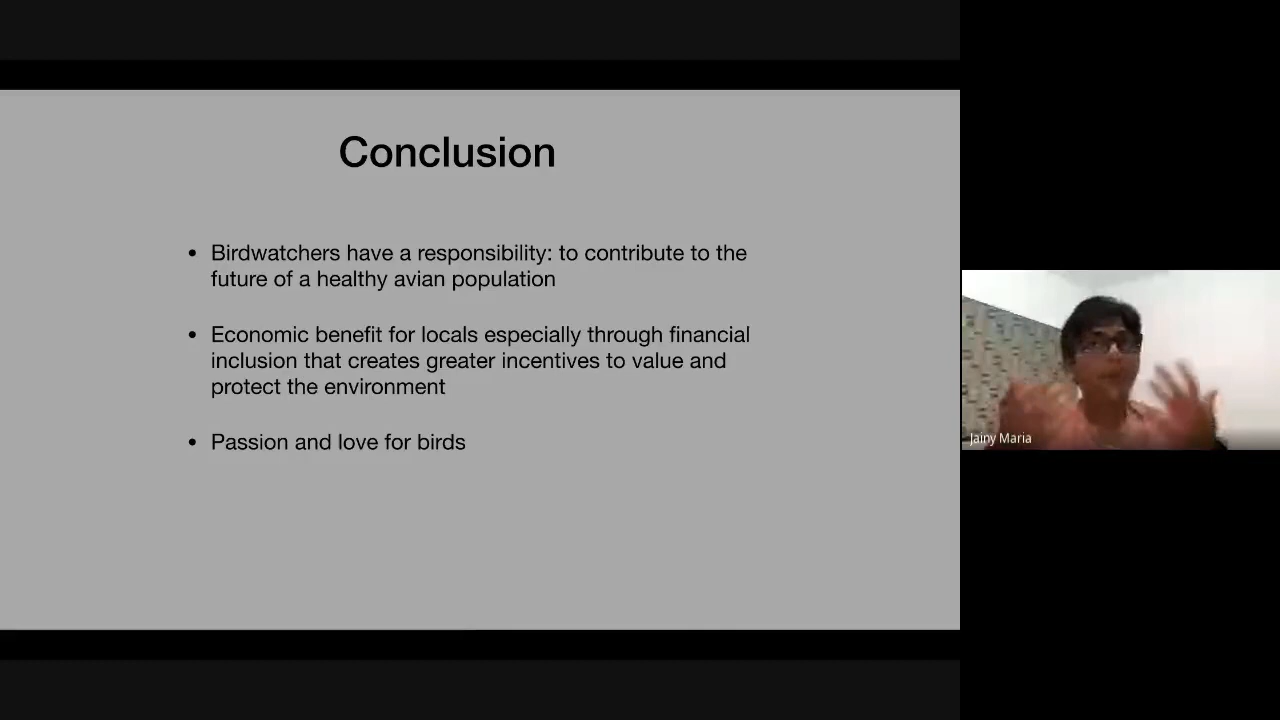 Conclusion
• Birdwatchers have a responsibility: to contribute to the
future of a healthy avian population
• Economic benefit for locals especially through financial
inclusion that creates greater incentives to value and
protect the environment
• Passion and love for birds
Jainy Maria